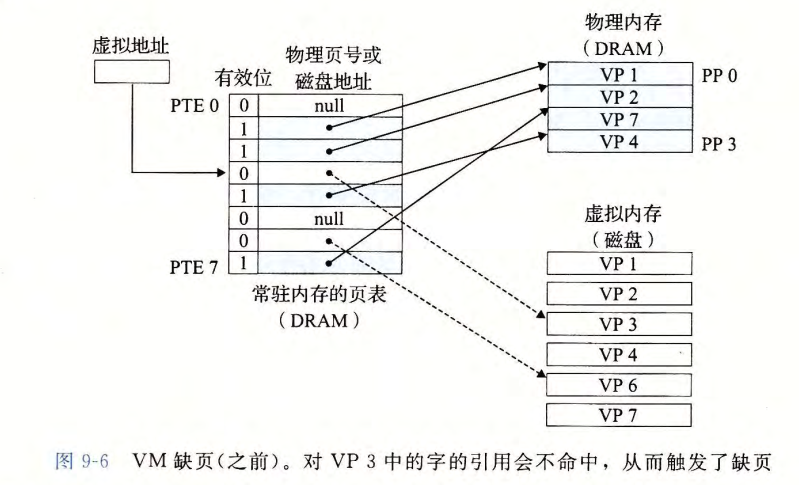 虚拟地址
有效位
物理页号或
磁盘地址
PTE 0
0
null
1
1
0
1
0
null
0
PTE 7
1
常驻内存的页表
(DRAM)
物理内存
(DRAM)
VP 1
PP 0
VP 2
VP 7
VP 4
PP 3
虚拟内存
(磁盘)
VP 1
VP 2
VP 3
VP 4
VP 6
VP 7
图 9-6 VM 缺页(之前)。对 VP 3 中的字的引用会不命中,从而触发了缺页